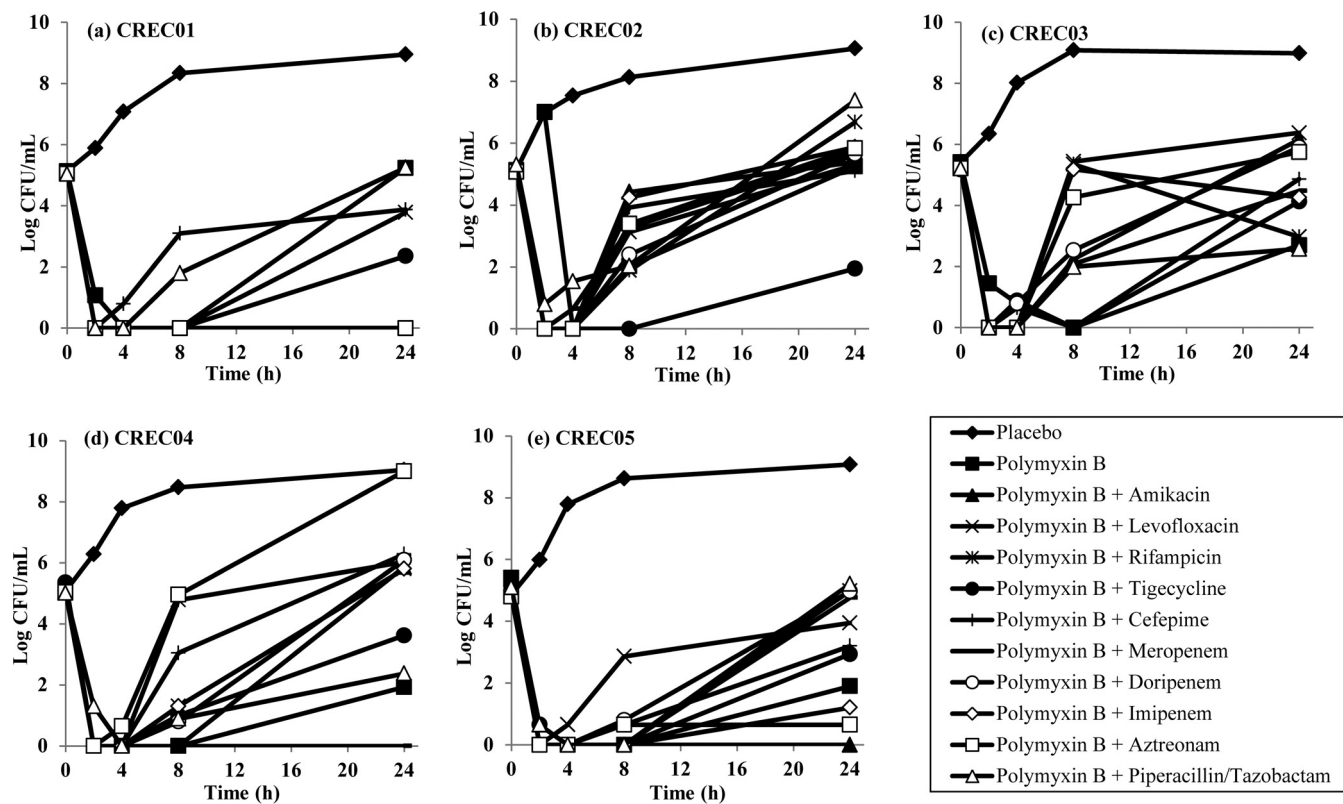 (a) CREC01
10
8
6
4
2
0
Log CFU/mL
0 4 8 12 16 20 24
Time (h)
(b) CREC02
10
8
6
4
2
0
Log CFU/mL
0 4 8 12 16 20 24
Time (h)
(c) CREC03
10
8
6
4
2
0
Log CFU/mL
0 4 8 12 16 20 24
Time (h)
(d) CREC04
10
8
6
4
2
0
Log CFU/mL
0 4 8 12 16 20 24
Time (h)
(e) CREC05
10
8
6
4
2
0
Log CFU/mL
0 4 8 12 16 20 24
Time (h)
Placebo
Polymyxin B
Polymyxin B + Amikacin
Polymyxin B + Levofloxacin
Polymyxin B + Rifampicin
Polymyxin B + Tigecycline
Polymyxin B + Cefepime
Polymyxin B + Meropenem
Polymyxin B + Doripenem
Polymyxin B + Imipenem
Polymyxin B + Aztreonam
Polymyxin B + Piperacillin/Tazobactam